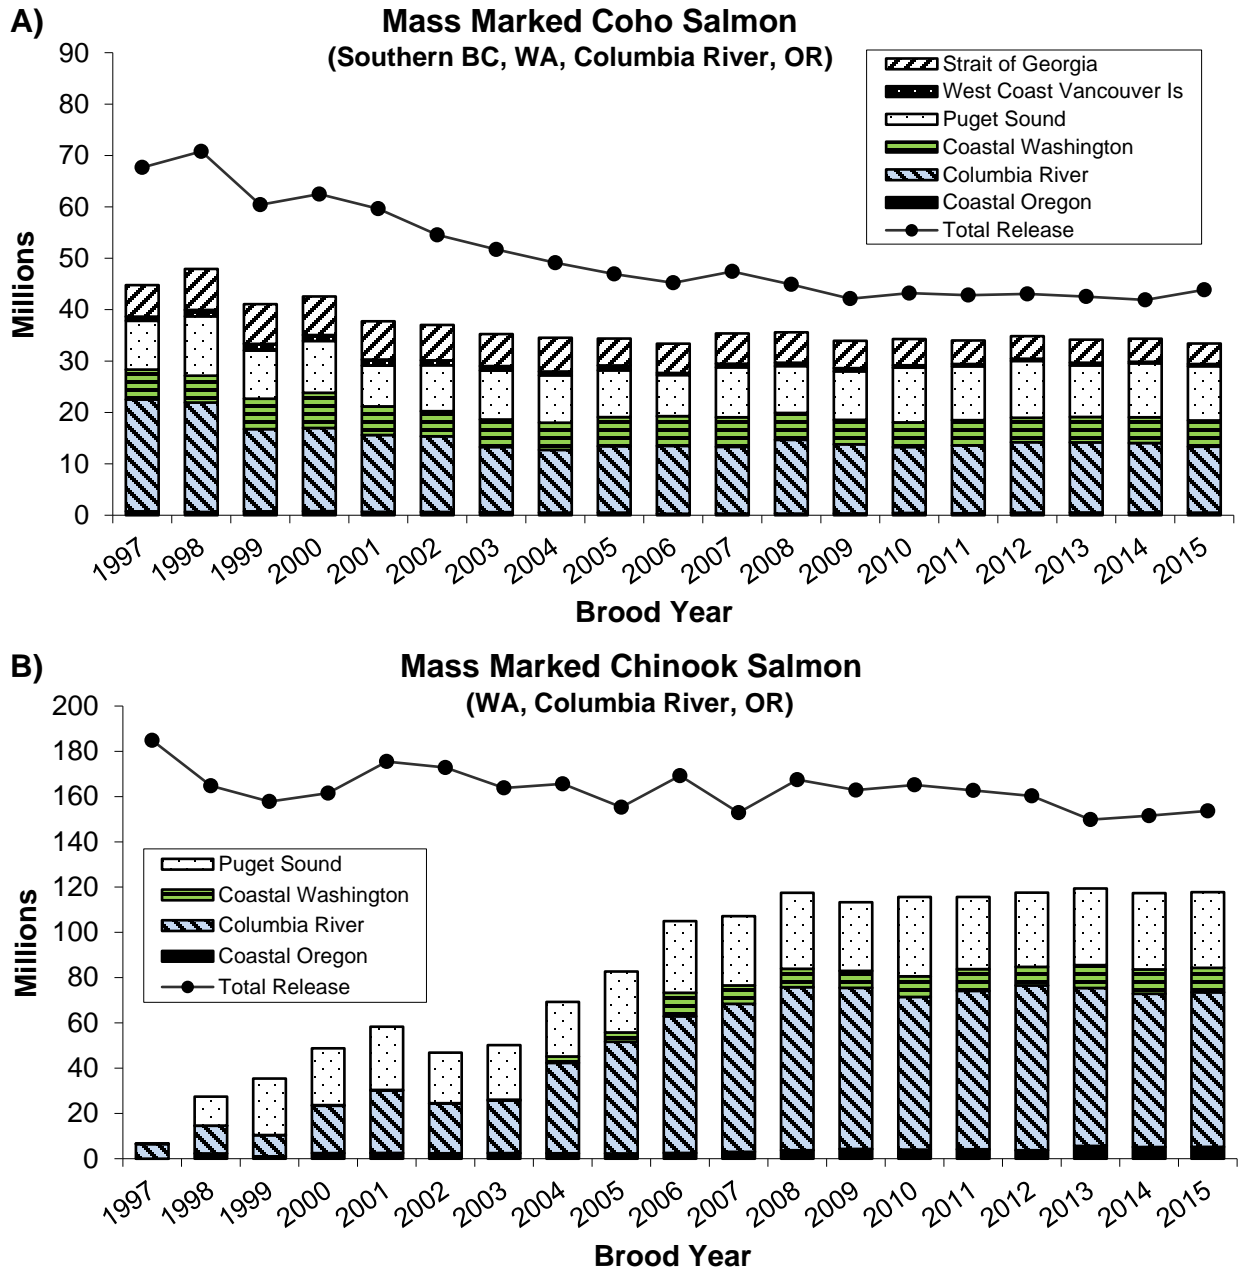 A)
Mass Marked Coho Salmon
(Southern BC, WA, Columbia River, OR)
90
80
70
60
50
40
30
20
10
0
Millions
Strait of Georgia
West Coast Vancouver Is
Puget Sound
Coastal Washington
Columbia River
Coastal Oregon
Total Release
1997 1998 1999 2000 2001 2002 2003 2004 2005 2006 2007 2008 2009 2010 2011 2012 2013 2014 2015
Brood Year
B)
Mass Marked Chinook Salmon
(WA, Columbia River, OR)
200
180
160
140
120
100
80
60
40
20
0
Millions
Puget Sound
Coastal Washington
Columbia River
Coastal Oregon
Total Release
1997 1998 1999 2000 2001 2002 2003 2004 2005 2006 2007 2008 2009 2010 2011 2012 2013 2014 2015
Brood Year